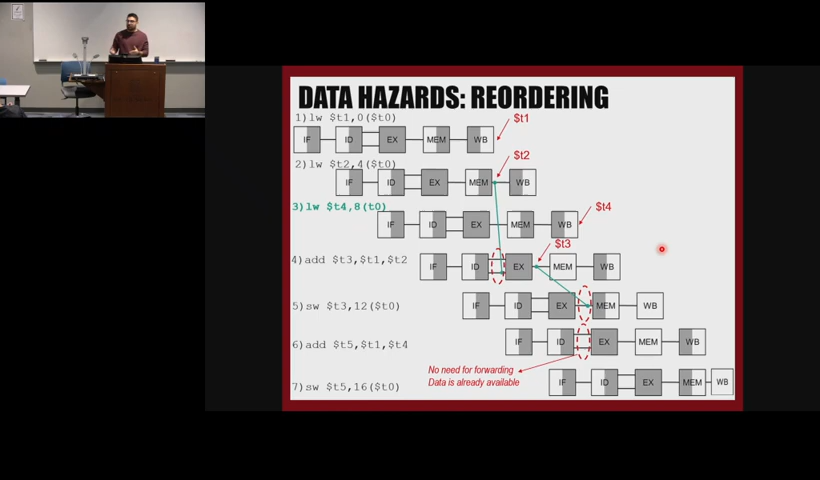 DATA HAZARDS: REORDERING
1)lw $t1,0($t0)
$t1
IF ID EX MEM WB
2)lw $t2,4($t0)
$t2
IF ID EX MEM WB
3)lw $t4,8(t0)
$t4
IF ID EX MEM WB
$t3
4)add $t3,$t1,$t2
IF ID EX MEM WB
5)sw $t3,12($t0)
IF ID EX MEM WB
6)add $t5,$t1,$t4
IF ID EX MEM WB
No need for forwarding
Data is already available
7)sw $t5,16($t0)
IF ID EX MEM WB